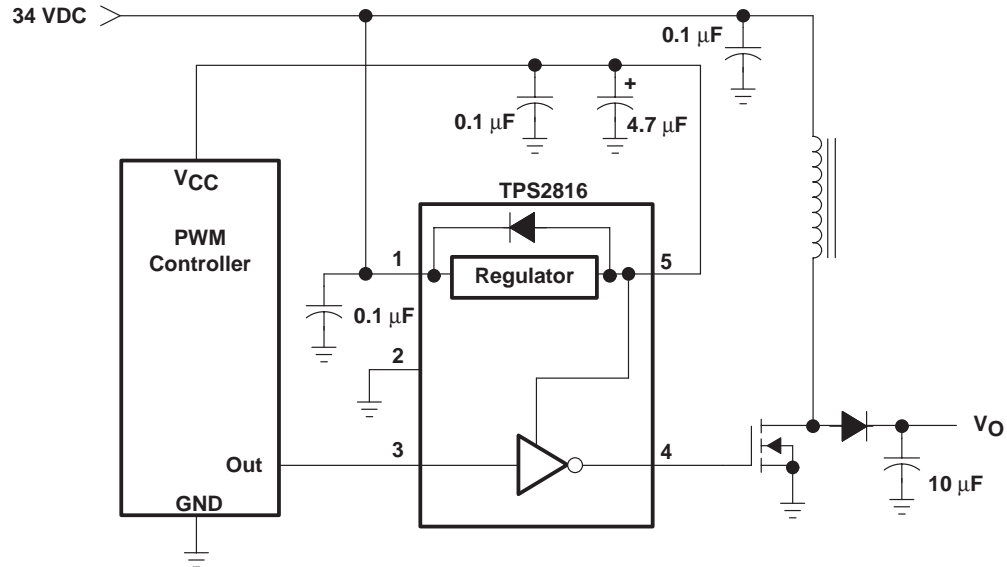 34 VDC
0.1 μF
+
0.1 μF
4.7 μF
VCC
TPS2816
PWM
Controller
1
Regulator
5
0.1 μF
2
3
4
VO
Out
10 μF
GND